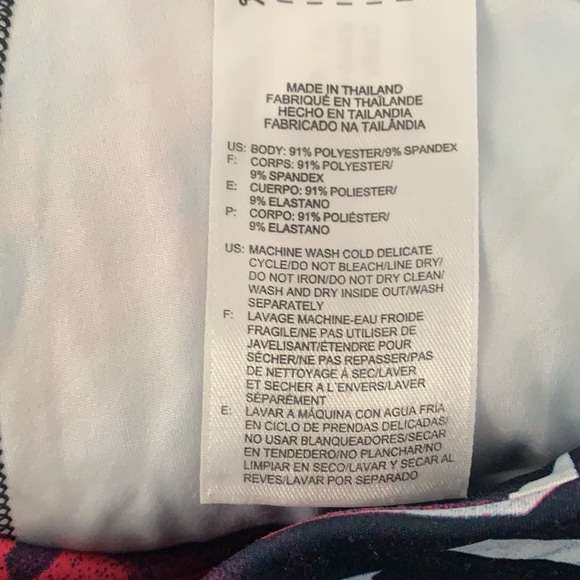 MADE IN THAILAND
FABRIQUÉ EN THAÏLANDE
HECHO EN TAILANDIA
FABRICADO NA TAILÂNDIA
US: BODY: 91% POLYESTER/9% SPANDEX
F: CORPS: 91% POLYESTER/
9% SPANDEX
E: CUERPO: 91% POLIESTER/
9% ELASTANO
P: CORPO: 91% POLIÉSTER/
9% ELASTANO
US: MACHINE WASH COLD DELICATE
CYCLE/DO NOT BLEACH/LINE DRY/
DO NOT IRON/DO NOT DRY CLEAN/
WASH AND DRY INSIDE OUT/WASH
SEPARATELY
F: LAVAGE MACHINE-EAU FROIDE
FRAGILE/NE PAS UTILISER DE
JAVELISANT/ÉTENDRE POUR
SÉCHER/NE PAS REPASSER/PAS
DE NETTOYAGE À SEC/LAVER
ET SECHER A L'ENVERS/LAVER
SÉPARÉMENT
E: LAVAR A MÁQUINA CON AGUA FRÍA
EN CICLO DE PRENDAS DELICADAS/
NO USAR BLANQUEADORES/SECAR
EN TENDEDERO/NO PLANCHAR/NO
LIMPIAR EN SECO/LAVAR Y SECAR AL
REVES/LAVAR POR SEPARADO